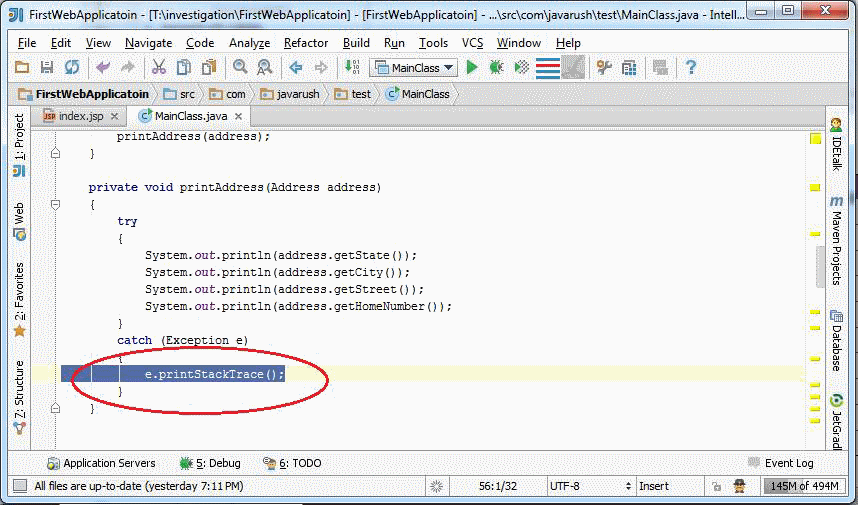 FirstWebApplicatoin - [T:\investigation\FirstWebApplicatoin] - [FirstWebApplicatoin] - ...\src\com\javarush\test\MainClass.java - Intell...
File Edit View Navigate Code Analyze Refactor Build Run Tools VCS Window Help
MainClass
FirstWebApplicatoin src com javarush test MainClass
index.jsp MainClass.java
printAddress(address);
}
private void printAddress(Address address)
{
try
{
System.out.println(address.getState());
System.out.println(address.getCity());
System.out.println(address.getStreet());
System.out.println(address.getHomeNumber());
}
catch (Exception e)
{
e.printStackTrace();
}
}
1: Project
Web
2: Favorites
7: Structure
IDEtalk
Maven Projects
Database
JetGradl
Application Servers 5: Debug 6: TODO Event Log
All files are up-to-date (yesterday 7:11 PM) 56:1/32 UTF-8 Insert 145M of 494M